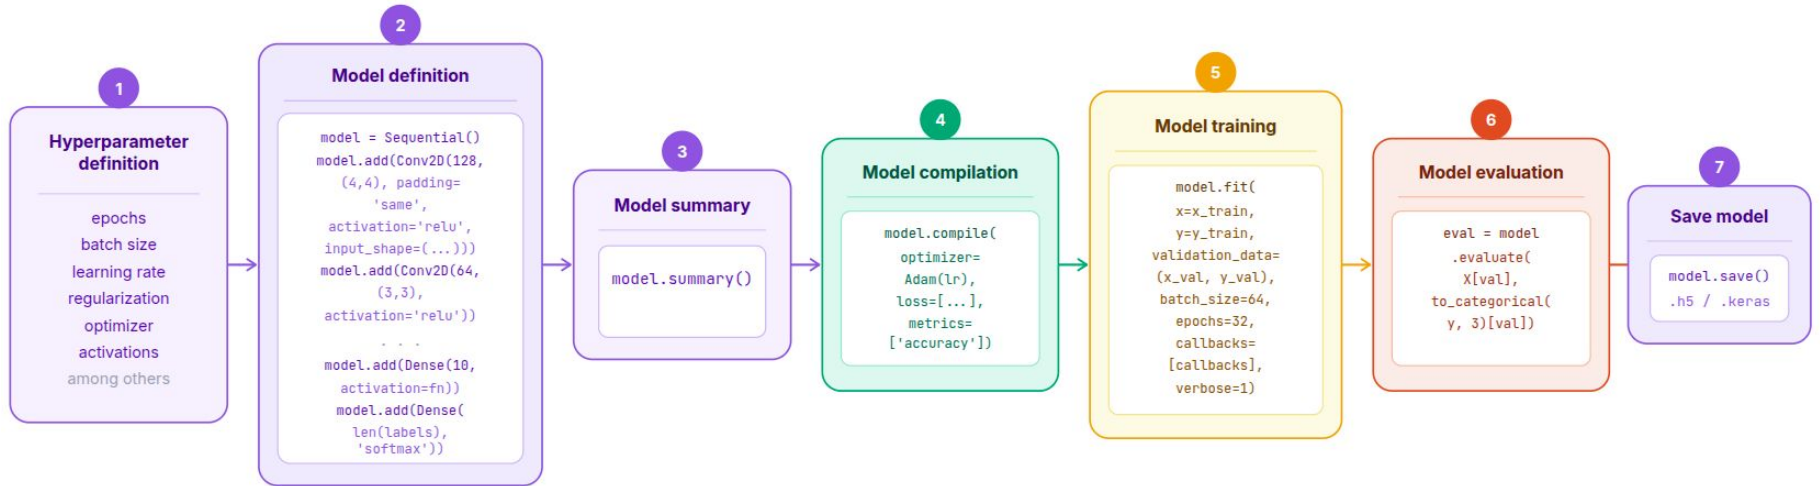 1
Hyperparameter
definition
epochs
batch size
learning rate
regularization
optimizer
activations
among others
2
Model definition
model = Sequential()
model.add(Conv2D(128,
(4,4), padding=
'same',
activation='relu',
input_shape=(...)))
model.add(Conv2D(64,
(3,3),
activation='relu'))
. . .
model.add(Dense(10,
activation=fn))
model.add(Dense(
len(labels),
'softmax'))
3
Model summary
model.summary()
4
Model compilation
model.compile(
optimizer=
Adam(lr),
loss=[...],
metrics=
['accuracy'])
5
Model training
model.fit(
x=x_train,
y=y_train,
validation_data=
(x_val, y_val),
batch_size=64,
epochs=32,
callbacks=
[callbacks],
verbose=1)
6
Model evaluation
eval = model
.evaluate(
X[val],
to_categorical(
y, 3)[val])
7
Save model
model.save()
.h5 / .keras